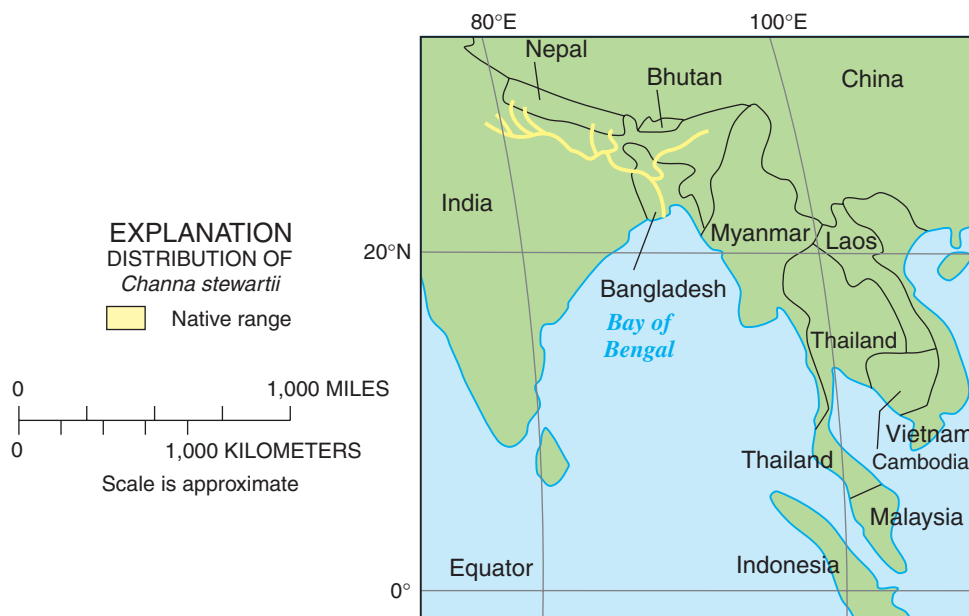 80°E
100°E
Nepal
Bhutan
China
India
EXPLANATION
DISTRIBUTION OF
Channa stewartii
Native range
20°N
Myanmar
Laos
Bangladesh
Bay of
Bengal
Thailand
0
1,000 MILES
0
1,000 KILOMETERS
Scale is approximate
Vietnam
Cambodia
Thailand
Malaysia
Indonesia
Equator
0°